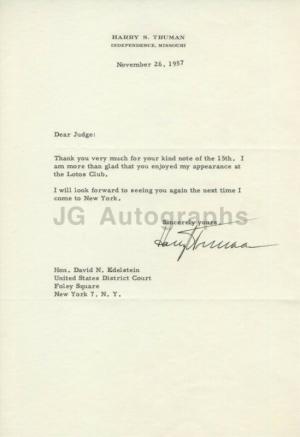 HARRY S. TRUMAN
INDEPENDENCE, MISSOURI
November 26, 1957
Dear Judge:
Thank you very much for your kind note of the 15th. I
am more than glad that you enjoyed my appearance at
the Lotos Club.
I will look forward to seeing you again the next time I
come to New York.
Sincerely yours,
JG Autographs
Harry Truman
Hon. David N. Edelstein
United States District Court
Foley Square
New York 7, N. Y.